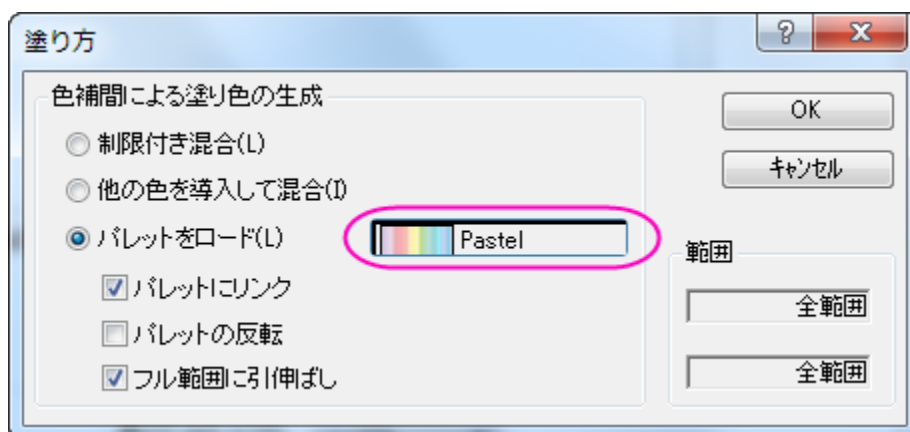 塗り方
色補間による塗り色の生成
制限付き混合(L)
他の色を導入して混合(I)
パレットをロード(L)
Pastel
パレットにリンク
パレットの反転
フル範囲に引伸ばし
OK
キャンセル
範囲
全範囲
全範囲